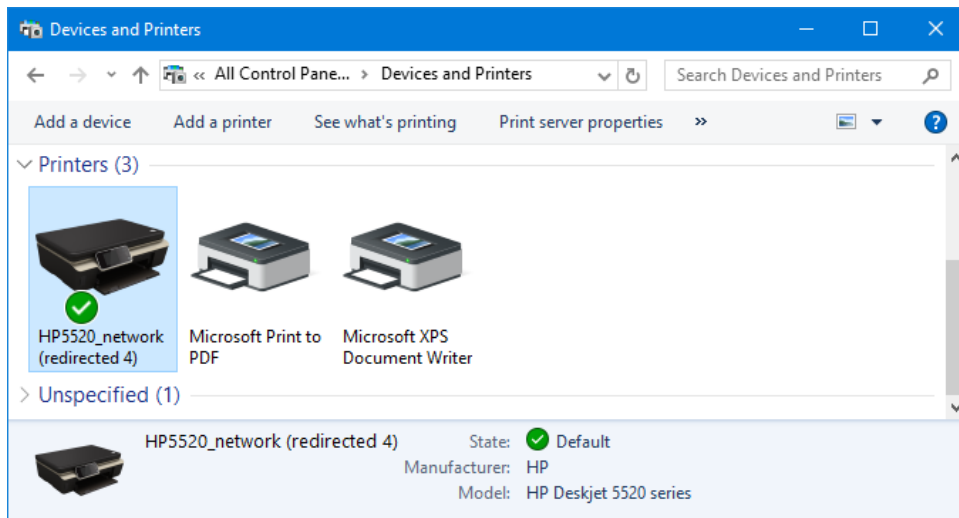 Devices and Printers
« All Control Pane... > Devices and Printers Search Devices and Printers
Add a device Add a printer See what's printing Print server properties » ?
Printers (3)
HP5520_network Microsoft Print to Microsoft XPS
(redirected 4) PDF Document Writer
Unspecified (1)
HP5520_network (redirected 4) State: Default
Manufacturer: HP
Model: HP Deskjet 5520 series